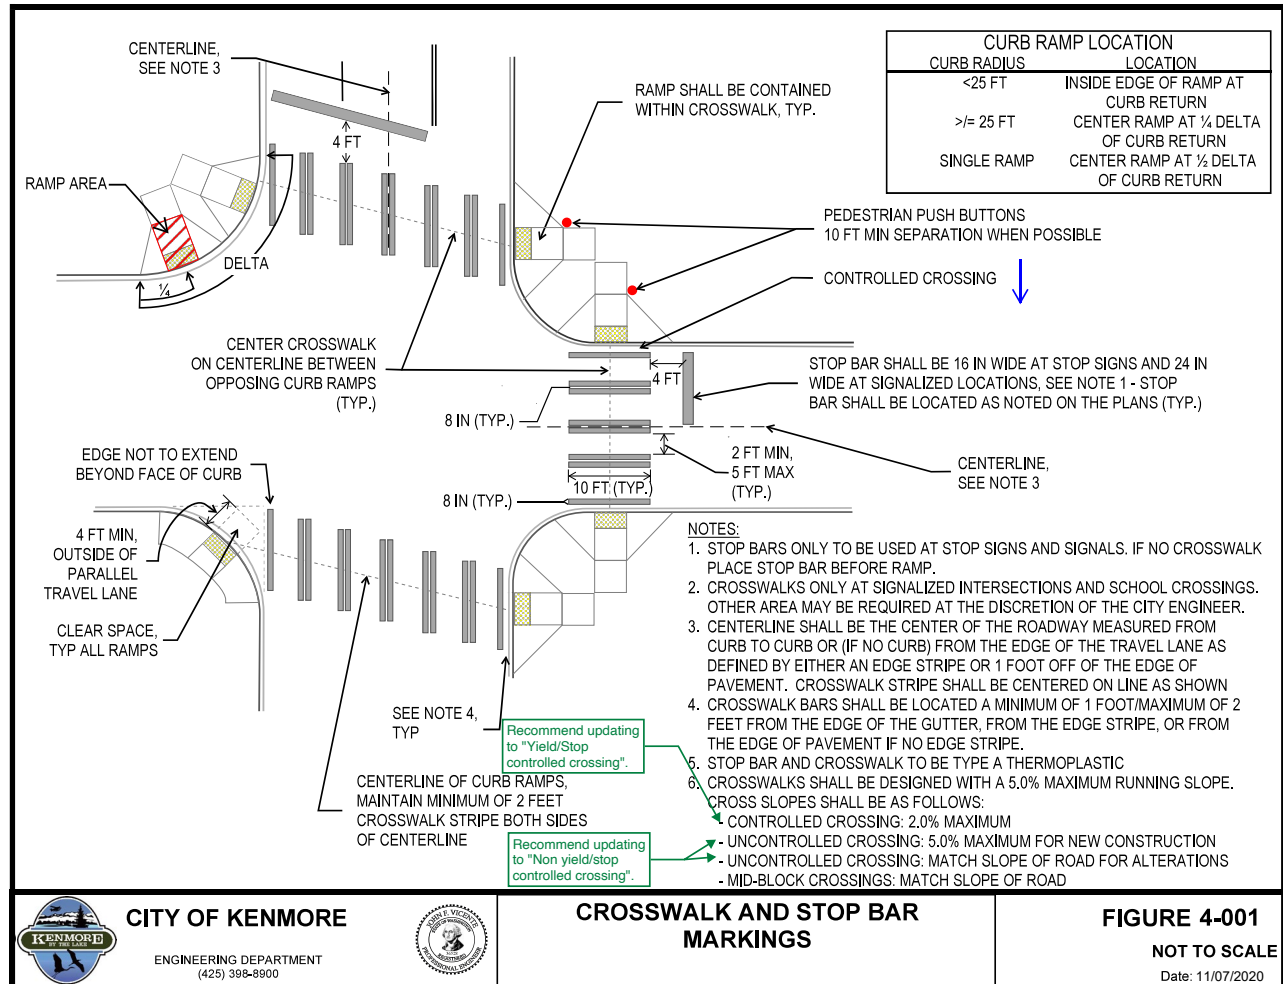 CENTERLINE,
SEE NOTE 3
4 FT
RAMP SHALL BE CONTAINED
WITHIN CROSSWALK, TYP.
CURB RAMP LOCATION
CURB RADIUS LOCATION
<25 FT INSIDE EDGE OF RAMP AT
CURB RETURN
>/= 25 FT CENTER RAMP AT ¼ DELTA
OF CURB RETURN
SINGLE RAMP CENTER RAMP AT ½ DELTA
OF CURB RETURN
RAMP AREA
DELTA
¼
PEDESTRIAN PUSH BUTTONS
10 FT MIN SEPARATION WHEN POSSIBLE
CONTROLLED CROSSING
CENTER CROSSWALK
ON CENTERLINE BETWEEN
OPPOSING CURB RAMPS
(TYP.)
4 FT
STOP BAR SHALL BE 16 IN WIDE AT STOP SIGNS AND 24 IN
WIDE AT SIGNALIZED LOCATIONS, SEE NOTE 1 - STOP
BAR SHALL BE LOCATED AS NOTED ON THE PLANS (TYP.)
8 IN (TYP.)
2 FT MIN,
5 FT MAX
(TYP.)
CENTERLINE,
SEE NOTE 3
10 FT (TYP.)
8 IN (TYP.)
EDGE NOT TO EXTEND
BEYOND FACE OF CURB
4 FT MIN,
OUTSIDE OF
PARALLEL
TRAVEL LANE
CLEAR SPACE,
TYP ALL RAMPS
SEE NOTE 4,
TYP
CENTERLINE OF CURB RAMPS,
MAINTAIN MINIMUM OF 2 FEET
CROSSWALK STRIPE BOTH SIDES
OF CENTERLINE
NOTES:
1. STOP BARS ONLY TO BE USED AT STOP SIGNS AND SIGNALS. IF NO CROSSWALK
PLACE STOP BAR BEFORE RAMP.
2. CROSSWALKS ONLY AT SIGNALIZED INTERSECTIONS AND SCHOOL CROSSINGS.
OTHER AREA MAY BE REQUIRED AT THE DISCRETION OF THE CITY ENGINEER.
3. CENTERLINE SHALL BE THE CENTER OF THE ROADWAY MEASURED FROM
CURB TO CURB OR (IF NO CURB) FROM THE EDGE OF THE TRAVEL LANE AS
DEFINED BY EITHER AN EDGE STRIPE OR 1 FOOT OFF OF THE EDGE OF
PAVEMENT. CROSSWALK STRIPE SHALL BE CENTERED ON LINE AS SHOWN
4. CROSSWALK BARS SHALL BE LOCATED A MINIMUM OF 1 FOOT/MAXIMUM OF 2
FEET FROM THE EDGE OF THE GUTTER, FROM THE EDGE STRIPE, OR FROM
THE EDGE OF PAVEMENT IF NO EDGE STRIPE.
5. STOP BAR AND CROSSWALK TO BE TYPE A THERMOPLASTIC
6. CROSSWALKS SHALL BE DESIGNED WITH A 5.0% MAXIMUM RUNNING SLOPE.
CROSS SLOPES SHALL BE AS FOLLOWS:
- CONTROLLED CROSSING: 2.0% MAXIMUM
- UNCONTROLLED CROSSING: 5.0% MAXIMUM FOR NEW CONSTRUCTION
- UNCONTROLLED CROSSING: MATCH SLOPE OF ROAD FOR ALTERATIONS
- MID-BLOCK CROSSINGS: MATCH SLOPE OF ROAD
Recommend updating
to "Yield/Stop
controlled crossing".
Recommend updating
to "Non yield/stop
controlled crossing".
KENMORE
BY THE LAKE
CITY OF KENMORE
ENGINEERING DEPARTMENT
(425) 398-8900
JOHN F. VICENTE
STATE OF WASHINGTON
REGISTERED
PROFESSIONAL ENGINEER
CROSSWALK AND STOP BAR
MARKINGS
FIGURE 4-001
NOT TO SCALE
Date: 11/07/2020